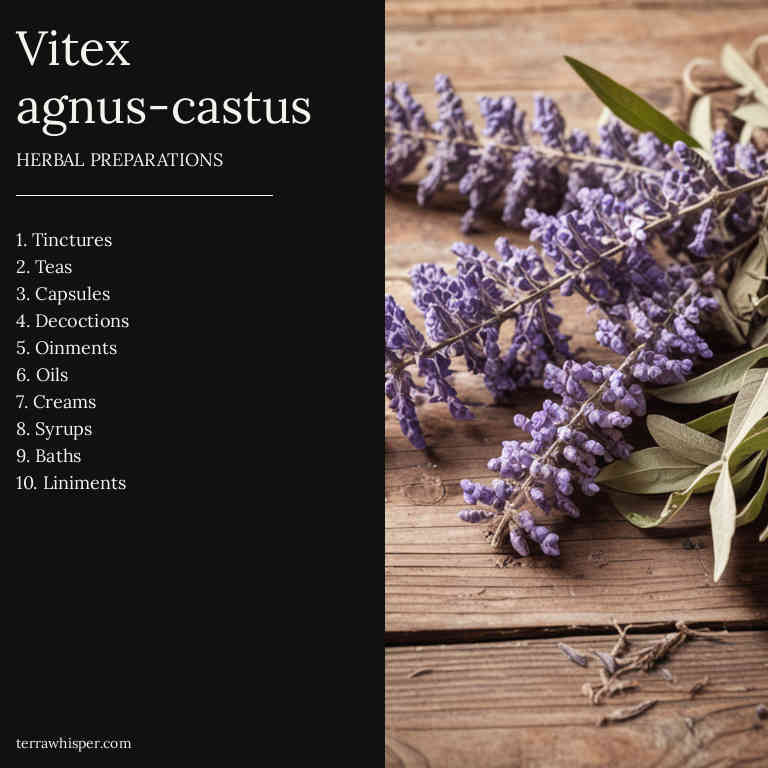 Vitex
agnus-castus
HERBAL PREPARATIONS
1. Tinctures
2. Teas
3. Capsules
4. Decoctions
5. Oinments
6. Oils
7. Creams
8. Syrups
9. Baths
10. Liniments
terrawhisper.com